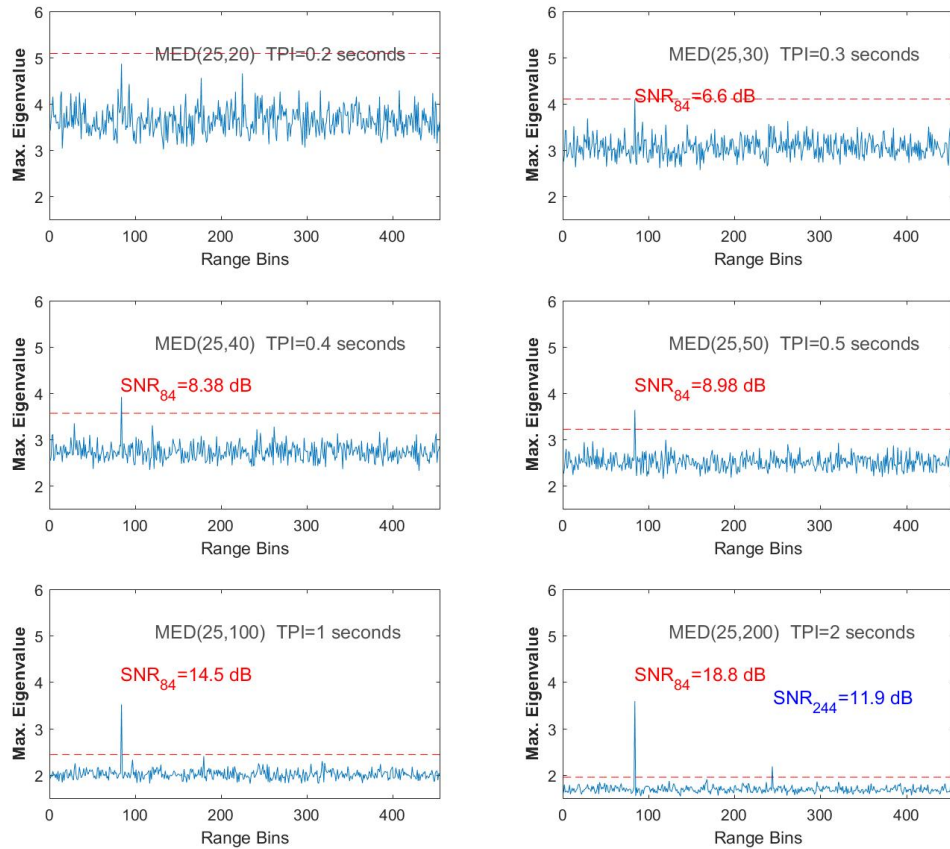 6
5
4
3
2
Max. Eigenvalue
MED(25,20) TPI=0.2 seconds
0 100 200 300 400
Range Bins
6
5
4
3
2
Max. Eigenvalue
MED(25,30) TPI=0.3 seconds
SNR84=6.6 dB
0 100 200 300 400
Range Bins
6
5
4
3
2
Max. Eigenvalue
MED(25,40) TPI=0.4 seconds
SNR84=8.38 dB
0 100 200 300 400
Range Bins
6
5
4
3
2
Max. Eigenvalue
MED(25,50) TPI=0.5 seconds
SNR84=8.98 dB
0 100 200 300 400
Range Bins
6
5
4
3
2
Max. Eigenvalue
MED(25,100) TPI=1 seconds
SNR84=14.5 dB
0 100 200 300 400
Range Bins
6
5
4
3
2
Max. Eigenvalue
MED(25,200) TPI=2 seconds
SNR84=18.8 dB
SNR244=11.9 dB
0 100 200 300 400
Range Bins